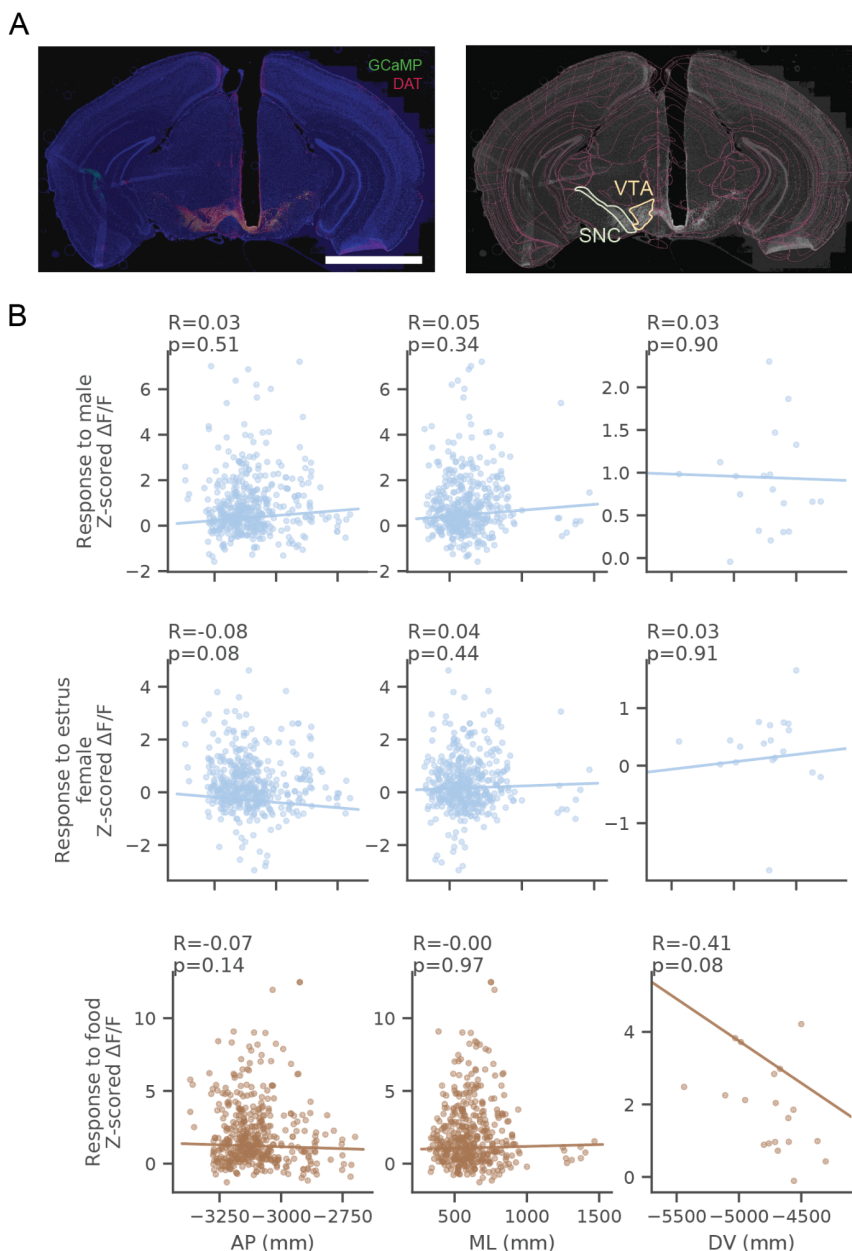 A
GCaMP
DAT
VTA
SNC
B
R=0.03
p=0.51
R=0.05
p=0.34
R=0.03
p=0.90
Response to male
Z-scored ΔF/F
6
4
2
0
−2
6
4
2
0
−2
2.0
1.5
1.0
0.5
0.0
R=-0.08
p=0.08
R=0.04
p=0.44
R=0.03
p=0.91
Response to estrus
female
Z-scored ΔF/F
4
2
0
−2
4
2
0
−2
1
0
−1
R=-0.07
p=0.14
R=-0.00
p=0.97
R=-0.41
p=0.08
Response to food
Z-scored ΔF/F
10
5
0
10
5
0
4
2
0
−3250 −3000 −2750
AP (mm)
500 1000 1500
ML (mm)
−5500 −5000 −4500
DV (mm)